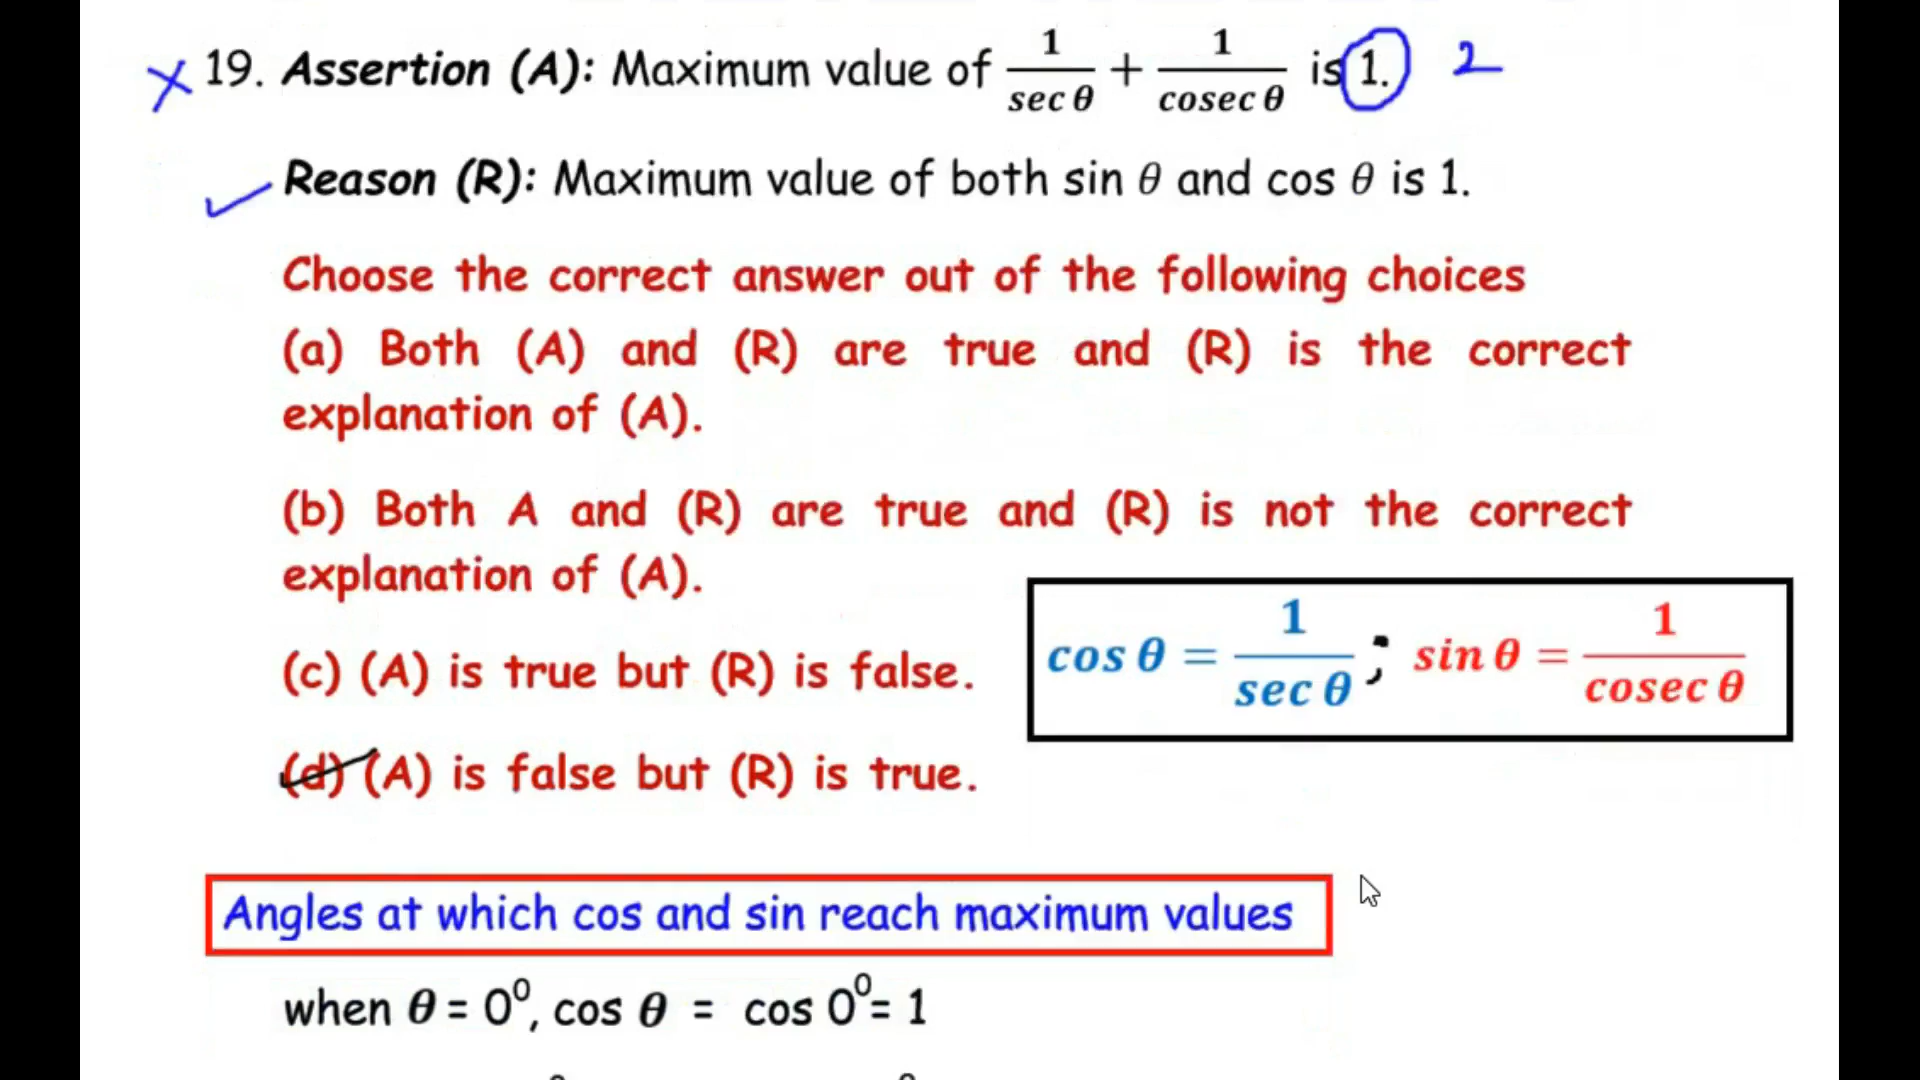 19. Assertion (A): Maximum value of 1/sec θ + 1/cosec θ is 1. 2
Reason (R): Maximum value of both sin θ and cos θ is 1.
Choose the correct answer out of the following choices
(a) Both (A) and (R) are true and (R) is the correct
explanation of (A).
(b) Both A and (R) are true and (R) is not the correct
explanation of (A).
cos θ = 1/sec θ ; sin θ = 1/cosec θ
(c) (A) is true but (R) is false.
(d) (A) is false but (R) is true.
Angles at which cos and sin reach maximum values
when θ = 0⁰, cos θ = cos 0⁰= 1